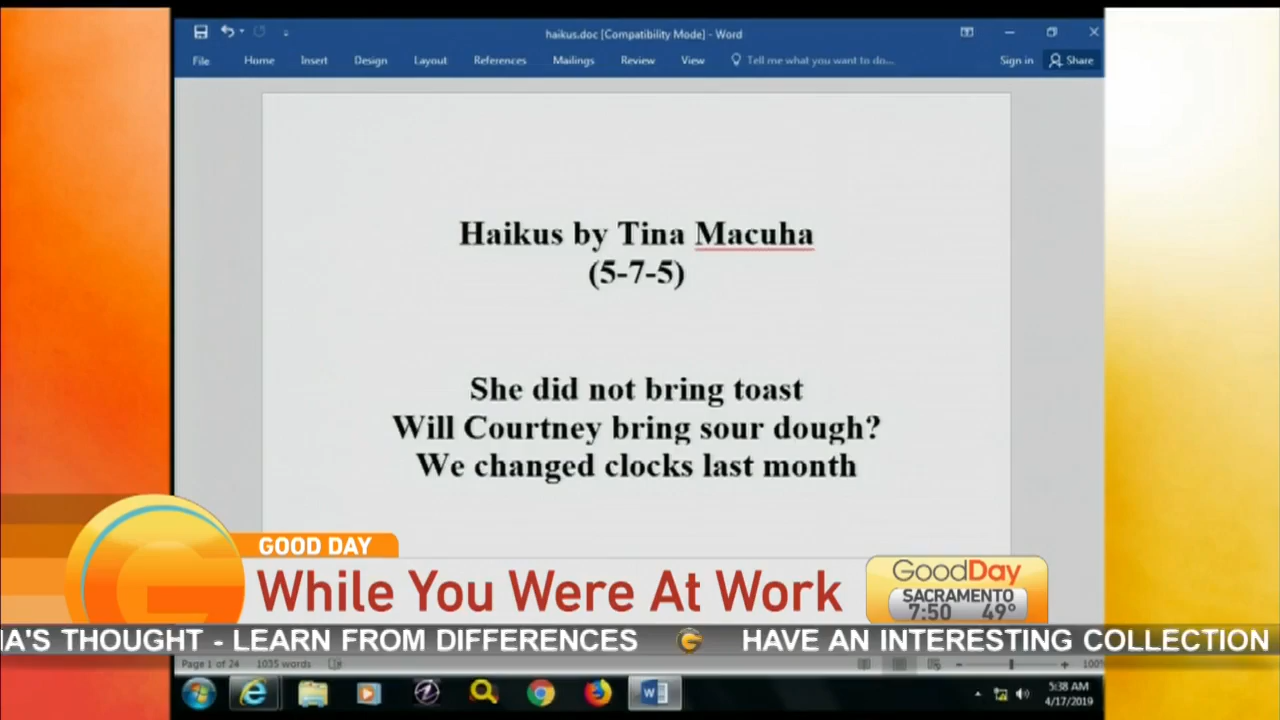 haikus.doc [Compatibility Mode] - Word
File Home Insert Design Layout References Mailings Review View Tell me what you want to do... Sign in Share
Haikus by Tina Macuha
(5-7-5)
She did not bring toast
Will Courtney bring sour dough?
We changed clocks last month
GOOD DAY
While You Were At Work
GoodDay
SACRAMENTO
7:50 49°
A'S THOUGHT - LEARN FROM DIFFERENCES HAVE AN INTERESTING COLLECTION
Page 1 of 24 1035 words 100%
5:38 AM
4/17/2019